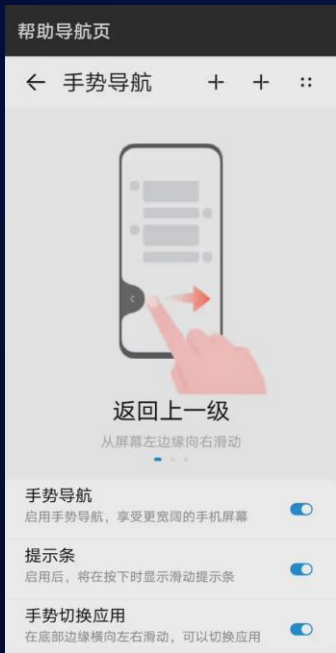 帮助导航页
手势导航
返回上一级
从屏幕左边缘向右滑动
手势导航
启用手势导航，享受更宽阔的手机屏幕
提示条
启用后，将在按下时显示滑动提示条
手势切换应用
在底部边缘横向左右滑动，可以切换应用